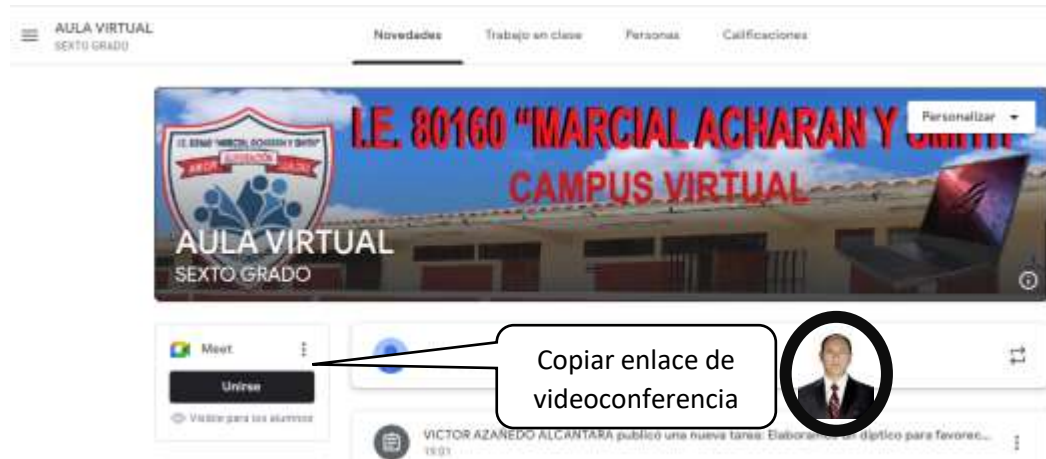 AULA VIRTUAL
SEXTO GRADO
Novedades
Trabajo en clase
Personas
Calificaciones
I.E. 80160 "MARCIAL ACHARAN Y
Personalizar
CAMPUS VIRTUAL
AULA VIRTUAL
SEXTO GRADO
Meet
Unirse
Visible para los alumnos
Copiar enlace de
videoconferencia
VICTOR AZAÑEDO ALCANTARA publicó una nueva tarea: Elaboramos un díptico para favorec...
19:01